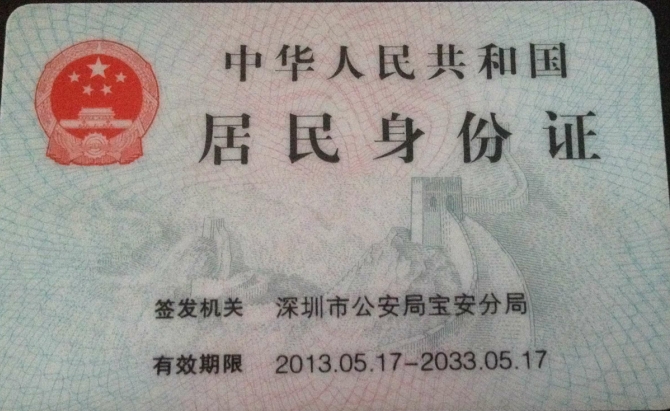 中华人民共和国
居民身份证
签发机关 深圳市公安局宝安分局
有效期限 2013.05.17-2033.05.17